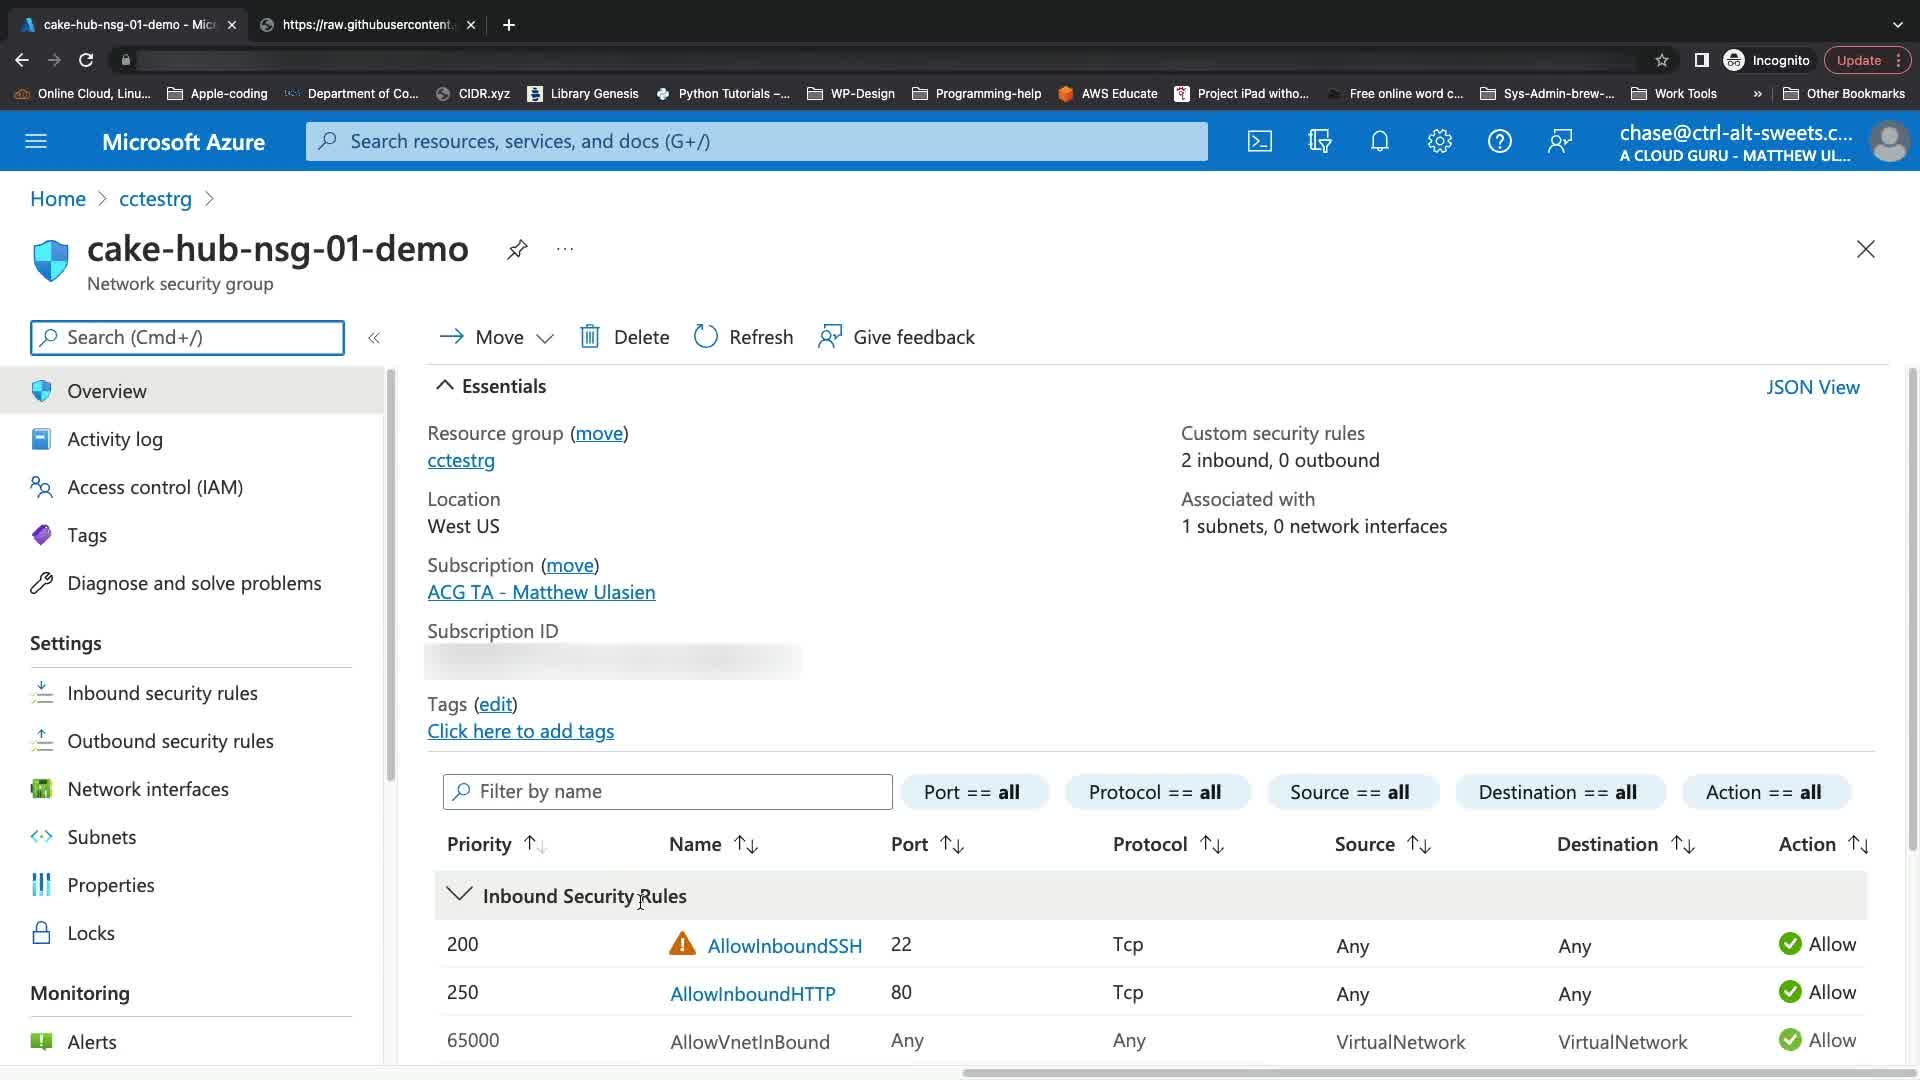 cake-hub-nsg-01-demo - Mic
https://raw.githubusercontent.
Incognito
Update
Online Cloud, Linu...
Apple-coding
Department of Co...
CIDR.xyz
Library Genesis
Python Tutorials –...
WP-Design
Programming-help
AWS Educate
Project iPad witho...
Free online word c...
Sys-Admin-brew-...
Work Tools
»
Other Bookmarks
Microsoft Azure
Search resources, services, and docs (G+/)
chase@ctrl-alt-sweets.c...
A CLOUD GURU - MATTHEW UL...
Home > cctestrg >
cake-hub-nsg-01-demo
...
Network security group
Search (Cmd+/)
«
Move
Delete
Refresh
Give feedback
Overview
Activity log
Access control (IAM)
Tags
Diagnose and solve problems
Settings
Inbound security rules
Outbound security rules
Network interfaces
Subnets
Properties
Locks
Monitoring
Alerts
Essentials
JSON View
Resource group (move)
cctestrg
Location
West US
Subscription (move)
ACG TA - Matthew Ulasien
Subscription ID
Custom security rules
2 inbound, 0 outbound
Associated with
1 subnets, 0 network interfaces
Tags (edit)
Click here to add tags
Filter by name
Port == all
Protocol == all
Source == all
Destination == all
Action == all
Priority Name Port Protocol Source Destination Action
Inbound Security Rules
200 AllowInboundSSH 22 Tcp Any Any Allow
250 AllowInboundHTTP 80 Tcp Any Any Allow
65000 AllowVnetInBound Any Any VirtualNetwork VirtualNetwork Allow